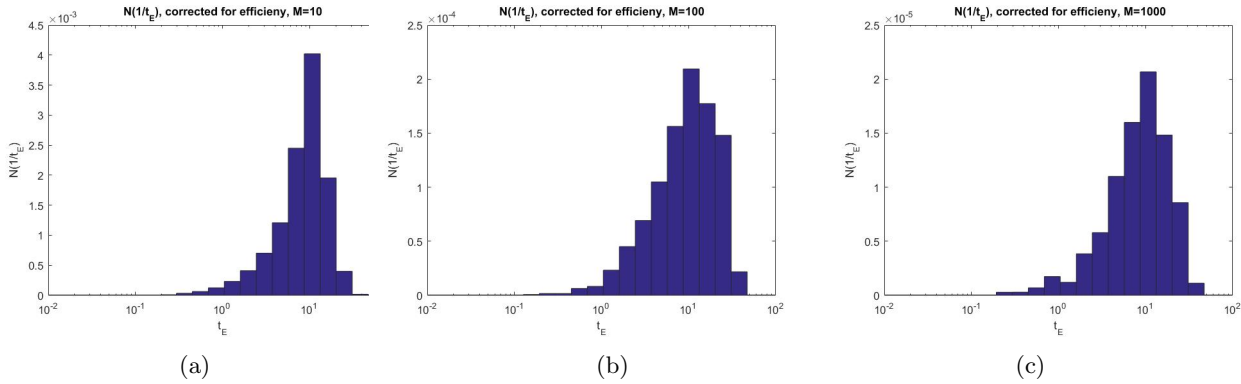 N(1/t_E), corrected for efficieny, M=10
×10^-3
4.5
4
3.5
3
2.5
2
1.5
1
0.5
0
N(1/t_E)
10^-2 10^-1 10^0 10^1
t_E
(a)
N(1/t_E), corrected for efficieny, M=100
×10^-4
2.5
2
1.5
1
0.5
0
N(1/t_E)
10^-2 10^-1 10^0 10^1 10^2
t_E
(b)
N(1/t_E), corrected for efficieny, M=1000
×10^-5
2.5
2
1.5
1
0.5
0
N(1/t_E)
10^-2 10^-1 10^0 10^1 10^2
t_E
(c)